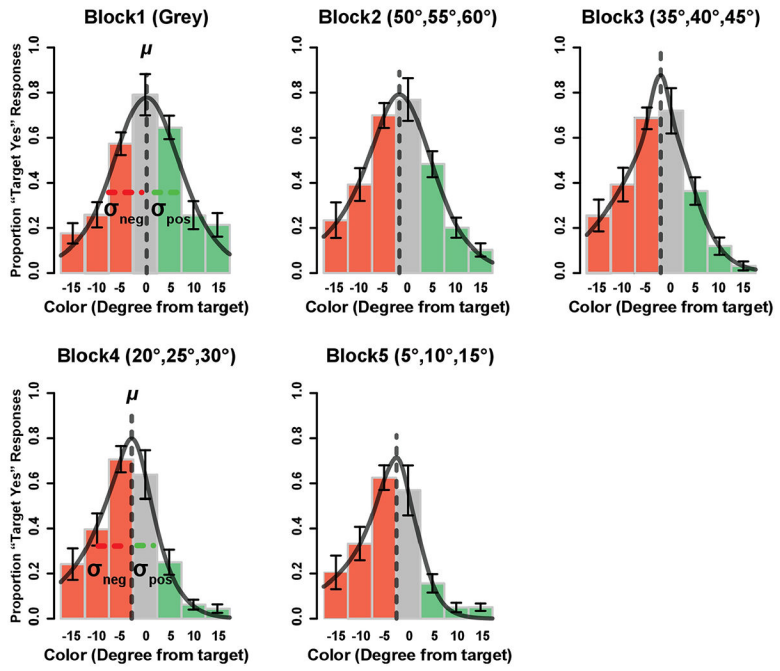 Block1 (Grey)
μ
Proportion “Target Yes” Responses
1.0
0.8
0.6
0.4
0.2
0.0
σneg
σpos
-15 -10 -5 0 5 10 15
Color (Degree from target)
Block2 (50°,55°,60°)
1.0
0.8
0.6
0.4
0.2
0.0
-15 -10 -5 0 5 10 15
Color (Degree from target)
Block3 (35°,40°,45°)
1.0
0.8
0.6
0.4
0.2
0.0
-15 -10 -5 0 5 10 15
Color (Degree from target)
Block4 (20°,25°,30°)
μ
Proportion “Target Yes” Responses
1.0
0.8
0.6
0.4
0.2
0.0
σneg
σpos
-15 -10 -5 0 5 10 15
Color (Degree from target)
Block5 (5°,10°,15°)
1.0
0.8
0.6
0.4
0.2
0.0
-15 -10 -5 0 5 10 15
Color (Degree from target)